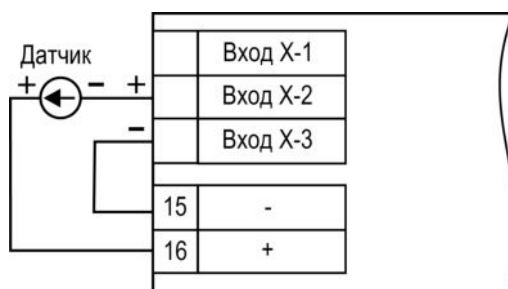 Датчик
+ − +
−
Вход X-1
Вход X-2
Вход X-3
15 -
16 +